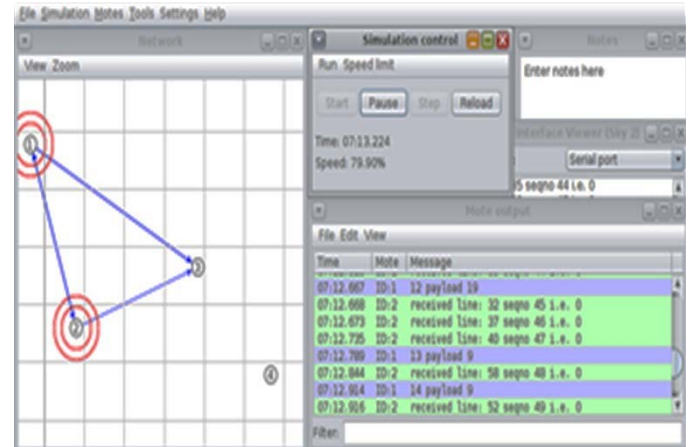 File Simulation Motes Tools Settings Help
Network
View Zoom
1
2
3
4
Simulation control
Run Speed limit
Start Pause Step Reload
Time: 07:13.224
Speed: 79.90%
Notes
Enter notes here
Interface Viewer (Sky 2)
Serial port
5 seqno 44 i.e. 0
Mote output
File Edit View
Time Mote Message
07:12.667 ID:1 12 payload 19
07:12.668 ID:2 received line: 32 seqno 45 i.e. 0
07:12.673 ID:2 received line: 37 seqno 46 i.e. 0
07:12.735 ID:2 received line: 40 seqno 47 i.e. 0
07:12.789 ID:1 13 payload 9
07:12.844 ID:2 received line: 58 seqno 48 i.e. 0
07:12.914 ID:1 14 payload 9
07:12.916 ID:2 received line: 52 seqno 49 i.e. 0
Filter: